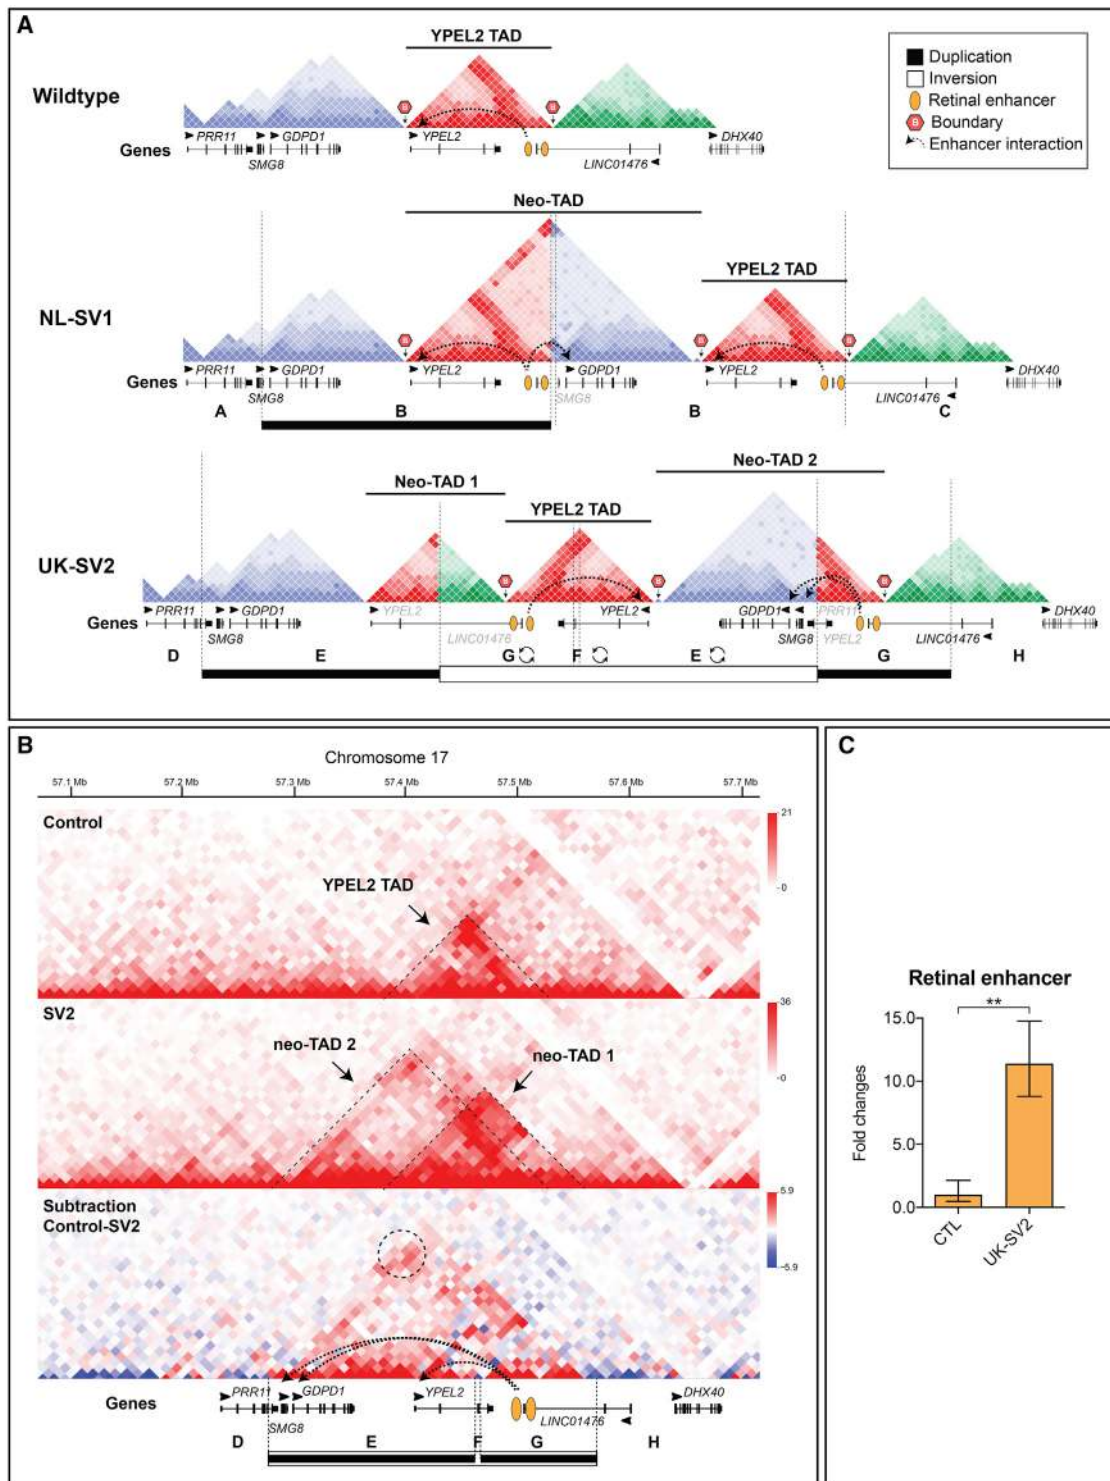 A
YPEL2 TAD
Wildtype
Duplication
Inversion
Retinal enhancer
B Boundary
Enhancer interaction
B B
Genes
PRR11 GDPD1 YPEL2 DHX40
SMG8 LINC01476
Neo-TAD
YPEL2 TAD
NL-SV1
B B B
Genes
PRR11 GDPD1 YPEL2 GDPD1 YPEL2 DHX40
SMG8 SMG8 LINC01476
A B B C
Neo-TAD 2
Neo-TAD 1
YPEL2 TAD
UK-SV2
B B B
PRR11 GDPD1 YPEL2 YPEL2 GDPD1 PRR11 DHX40
Genes
SMG8 LINC01476 SMG8 YPEL2 LINC01476
D E G F E G H
B
Chromosome 17
57.1 Mb 57.2 Mb 57.3 Mb 57.4 Mb 57.5 Mb 57.6 Mb 57.7 Mb
Control
21
0
YPEL2 TAD
SV2
36
0
neo-TAD 2
neo-TAD 1
Subtraction
Control-SV2
5.9
-5.9
Genes
PRR11 GDPD1 YPEL2 DHX40
SMG8 LINC01476
D E F G H
C
Retinal enhancer
**
15.0
10.0
5.0
0.0
Fold changes
CTL
UK-SV2